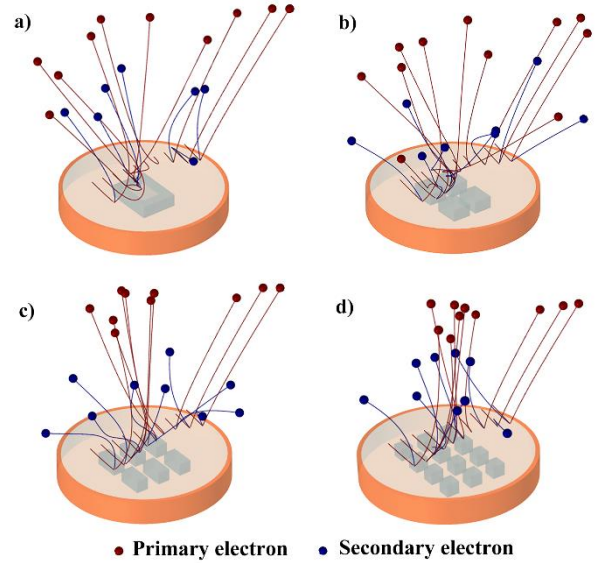 a)
b)
c)
d)
Primary electron
Secondary electron